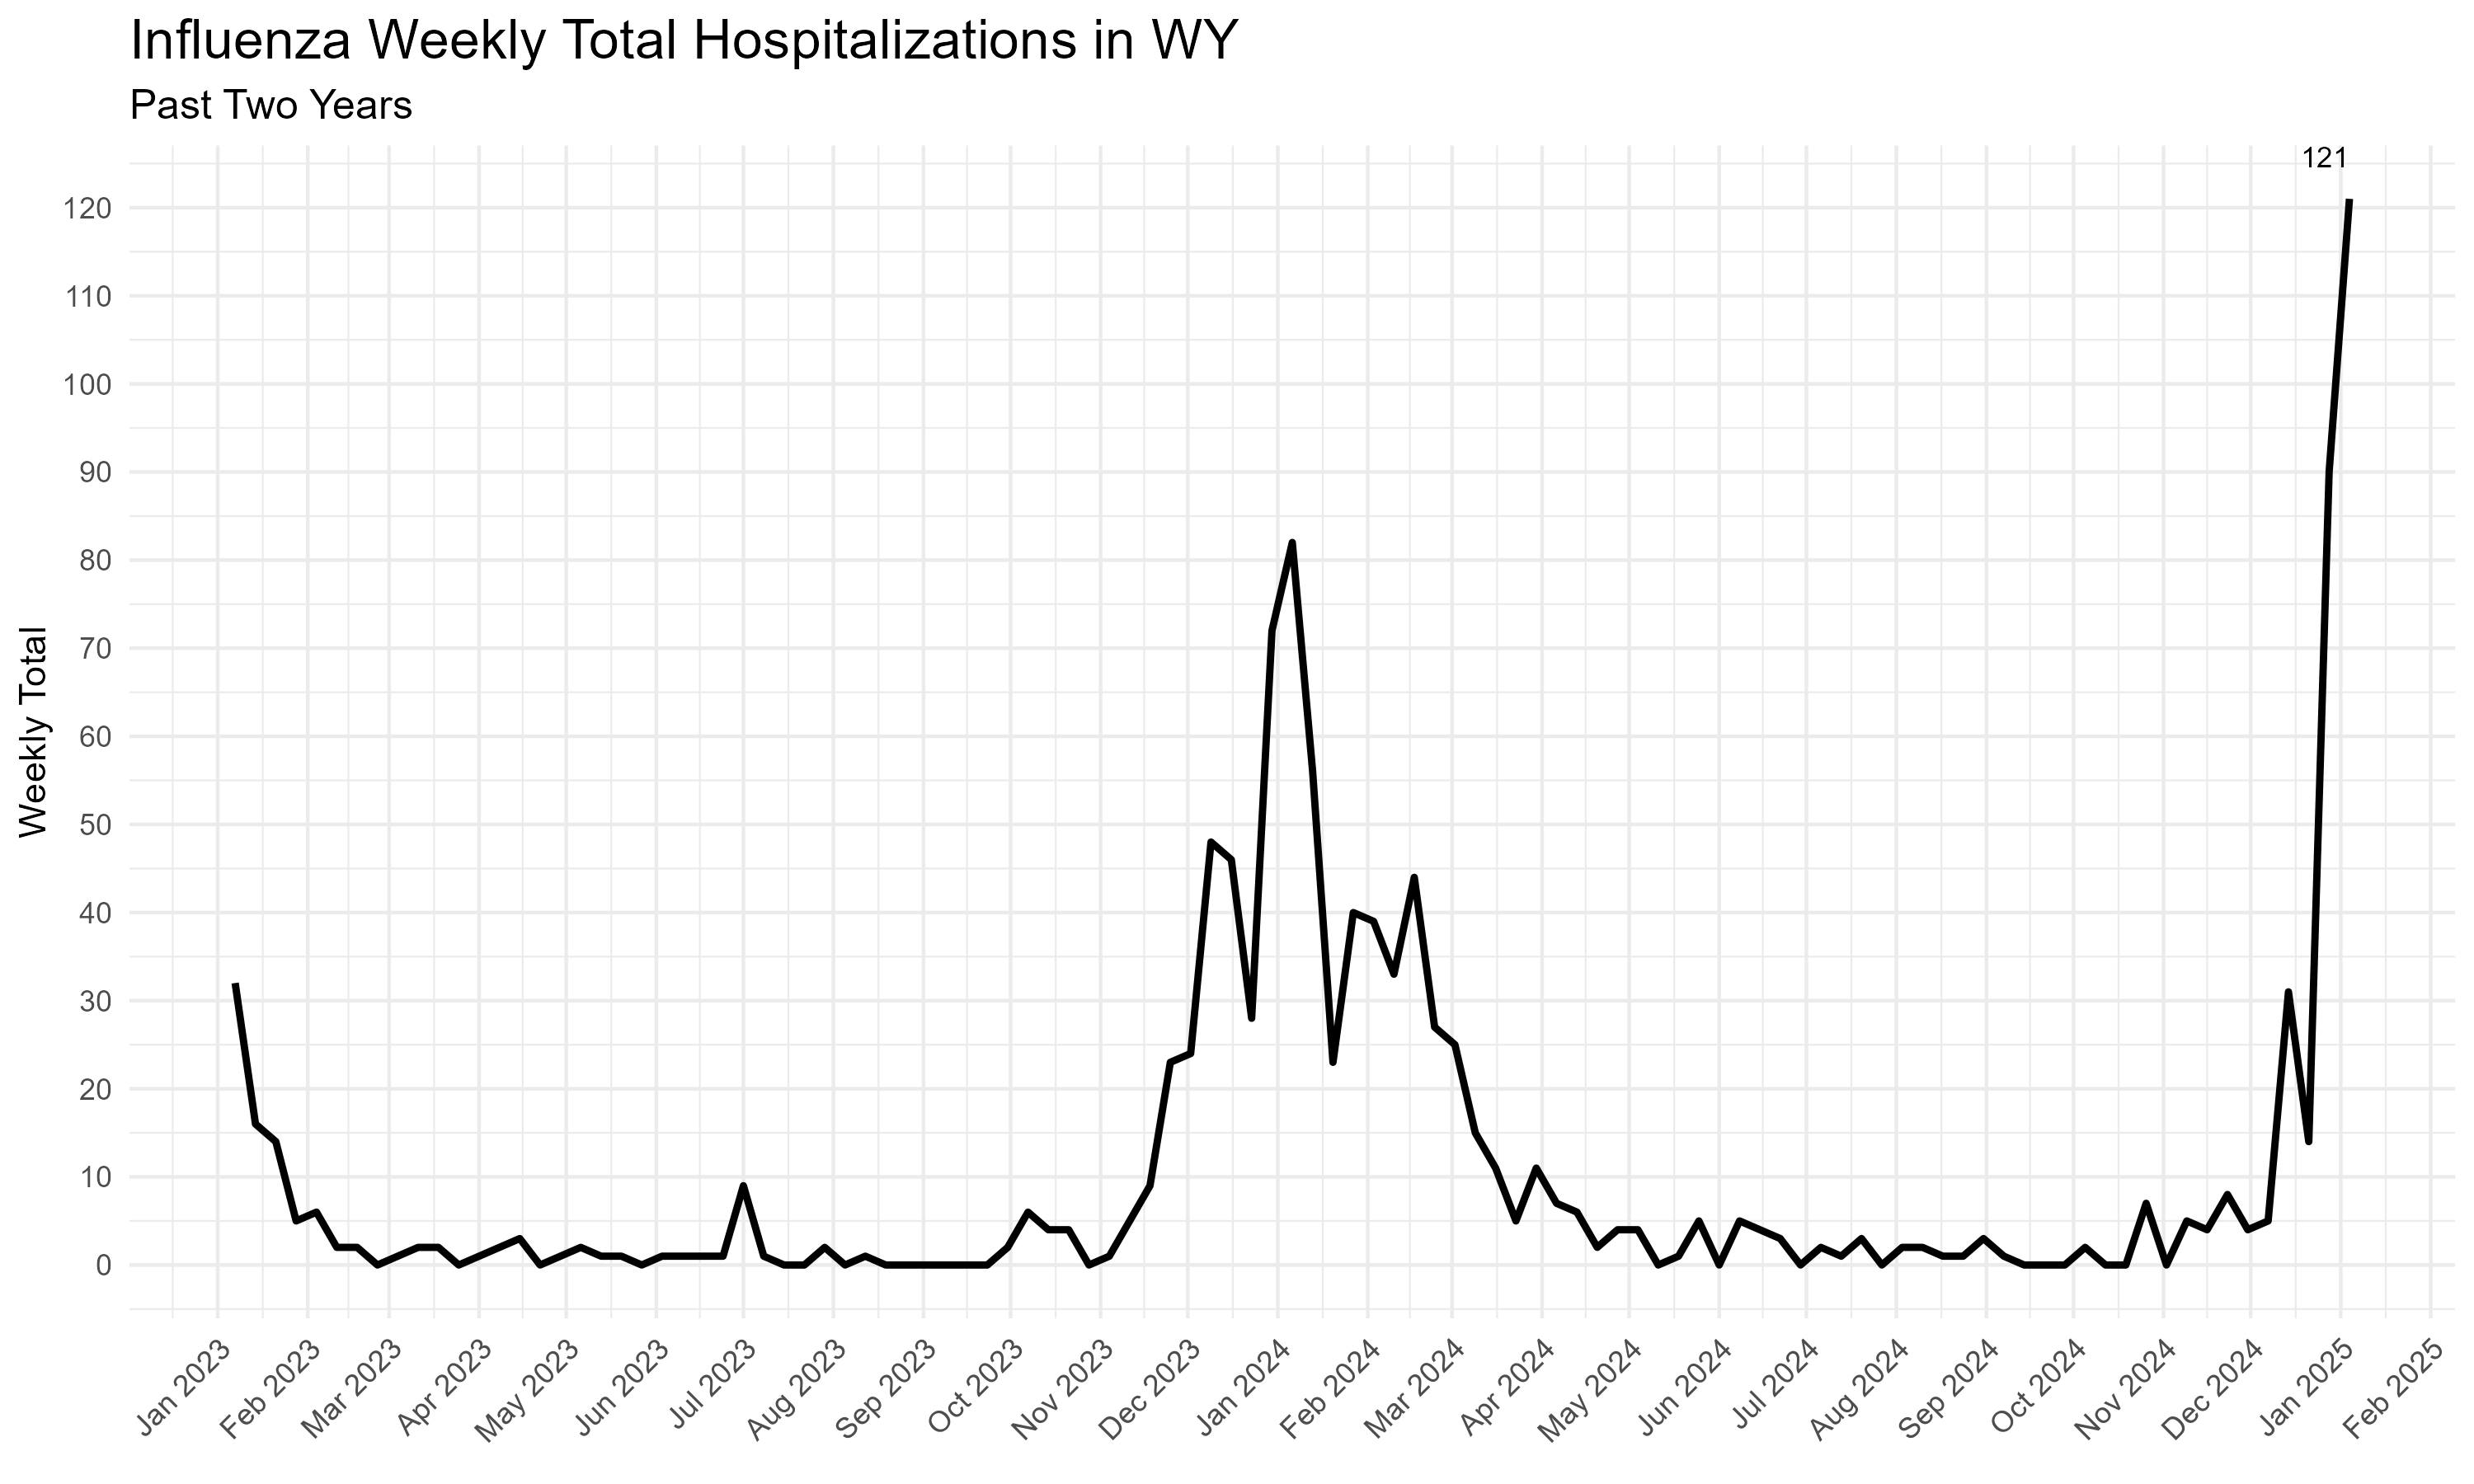 Influenza Weekly Total Hospitalizations in WY
Past Two Years
121
120
110
100
90
80
70
60
50
40
30
20
10
0
Weekly Total
Jan 2023
Feb 2023
Mar 2023
Apr 2023
May 2023
Jun 2023
Jul 2023
Aug 2023
Sep 2023
Oct 2023
Nov 2023
Dec 2023
Jan 2024
Feb 2024
Mar 2024
Apr 2024
May 2024
Jun 2024
Jul 2024
Aug 2024
Sep 2024
Oct 2024
Nov 2024
Dec 2024
Jan 2025
Feb 2025